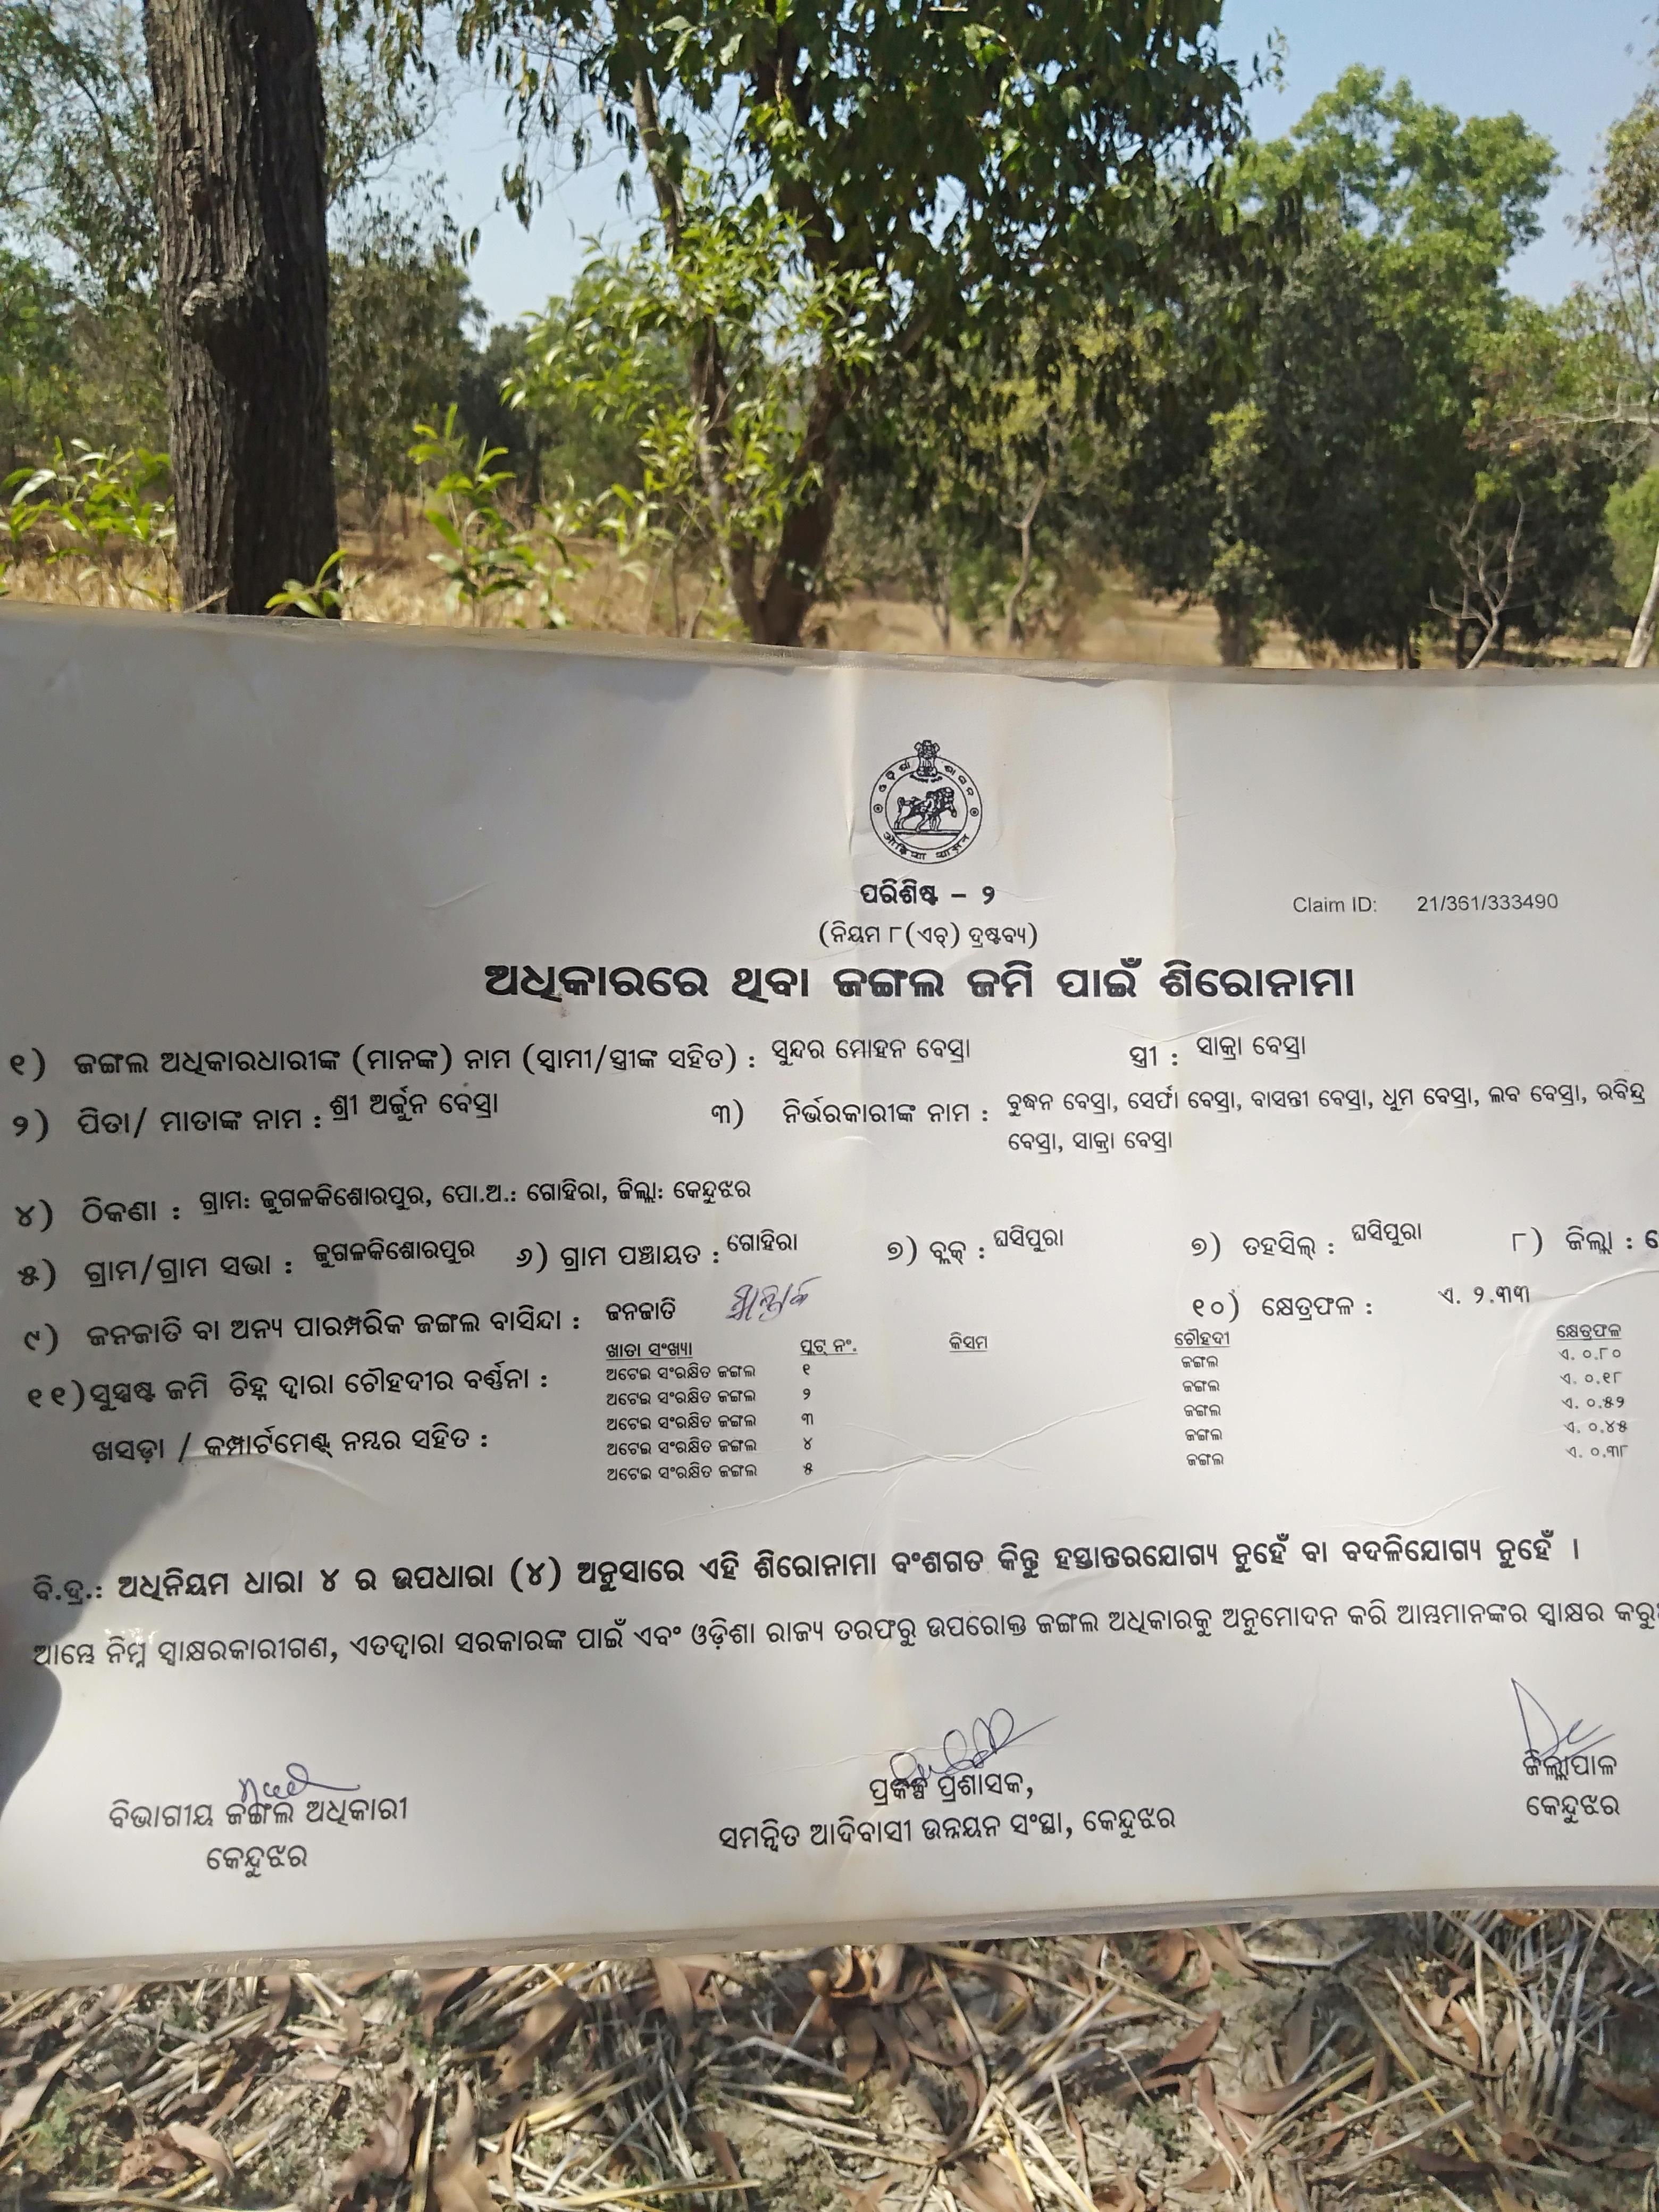 ପରିଶିଷ୍ଟ – ୨
Claim ID: 21/361/333490
(ନିୟମ ୮(ଏଚ୍) ଦ୍ରଷ୍ଟବ୍ୟ)
ଅଧିକାରରେ ଥିବା ଜଙ୍ଗଲ ଜମି ପାଇଁ ଶିରୋନାମା
୧) ଜଙ୍ଗଲ ଅଧିକାରଧାରୀଙ୍କ (ମାନଙ୍କ) ନାମ (ସ୍ୱାମୀ/ସ୍ତ୍ରୀଙ୍କ ସହିତ) : ସୁନ୍ଦର ମୋହନ ବେସ୍ରା ସ୍ତ୍ରୀ : ସାକ୍ରା ବେସ୍ରା
୨) ପିତା/ ମାତାଙ୍କ ନାମ : ଶ୍ରୀ ଅର୍ଜୁନ ବେସ୍ରା ୩) ନିର୍ଭରକାରୀଙ୍କ ନାମ : ବୁଦ୍ଧନ ବେସ୍ରା, ସେର୍ଫା ବେସ୍ରା, ବାସନ୍ତୀ ବେସ୍ରା, ଧୁମ ବେସ୍ରା, ଲବ ବେସ୍ରା, ରବିନ୍ଦ୍ର
ବେସ୍ରା, ସାକ୍ରା ବେସ୍ରା
୪) ଠିକଣା : ଗ୍ରାମ: ଜୁଗଳକିଶୋରପୁର, ପୋ.ଅ.: ଗୋହିରା, ଜିଲ୍ଲା: କେନ୍ଦୁଝର
୫) ଗ୍ରାମ/ଗ୍ରାମ ସଭା : ଜୁଗଳକିଶୋରପୁର ୬) ଗ୍ରାମ ପଞ୍ଚାୟତ : ଗୋହିରା ୭) ବ୍ଲକ୍ : ଘସିପୁରା ୭) ତହସିଲ୍ : ଘସିପୁରା ୮) ଜିଲ୍ଲା :
୯) ଜନଜାତି ବା ଅନ୍ୟ ପାରମ୍ପରିକ ଜଙ୍ଗଲ ବାସିନ୍ଦା : ଜନଜାତି ୧୦) କ୍ଷେତ୍ରଫଳ : ଏ. ୨.୩୩
୧୧) ସୁସ୍ପଷ୍ଟ ଜମି ଚିହ୍ନ ଦ୍ୱାରା ଚୌହଦୀର ବର୍ଣ୍ଣନା :
ଖସଡ଼ା / କମ୍ପାର୍ଟମେଣ୍ଟ୍ ନମ୍ବର ସହିତ :
ଖାତା ସଂଖ୍ୟା ପ୍ଲଟ୍ ନଂ. କିସମ ଚୌହଦୀ କ୍ଷେତ୍ରଫଳ
ଅଟେଇ ସଂରକ୍ଷିତ ଜଙ୍ଗଲ ୧ ଜଙ୍ଗଲ ଏ. ୦.୮୦
ଅଟେଇ ସଂରକ୍ଷିତ ଜଙ୍ଗଲ ୨ ଜଙ୍ଗଲ ଏ. ୦.୧୮
ଅଟେଇ ସଂରକ୍ଷିତ ଜଙ୍ଗଲ ୩ ଜଙ୍ଗଲ ଏ. ୦.୫୨
ଅଟେଇ ସଂରକ୍ଷିତ ଜଙ୍ଗଲ ୪ ଜଙ୍ଗଲ ଏ. ୦.୪୫
ଅଟେଇ ସଂରକ୍ଷିତ ଜଙ୍ଗଲ ୫ ଜଙ୍ଗଲ ଏ. ୦.୩୮
ବି.ଦ୍ର.: ଅଧିନିୟମ ଧାରା ୪ ର ଉପଧାରା (୪) ଅନୁସାରେ ଏହି ଶିରୋନାମା ବଂଶଗତ କିନ୍ତୁ ହସ୍ତାନ୍ତରଯୋଗ୍ୟ ନୁହେଁ ବା ବଦଳିଯୋଗ୍ୟ ନୁହେଁ ।
ଆମ୍ଭେ ନିମ୍ନ ସ୍ୱାକ୍ଷରକାରୀଗଣ, ଏତଦ୍ୱାରା ସରକାରଙ୍କ ପାଇଁ ଏବଂ ଓଡ଼ିଶା ରାଜ୍ୟ ତରଫରୁ ଉପରୋକ୍ତ ଜଙ୍ଗଲ ଅଧିକାରକୁ ଅନୁମୋଦନ କରି ଆମ୍ଭମାନଙ୍କର ସ୍ୱାକ୍ଷର
ବିଭାଗୀୟ ଜଙ୍ଗଲ ଅଧିକାରୀ
କେନ୍ଦୁଝର
ପ୍ରକଳ୍ପ ପ୍ରଶାସକ,
ସମନ୍ୱିତ ଆଦିବାସୀ ଉନ୍ନୟନ ସଂସ୍ଥା, କେନ୍ଦୁଝର
ଜିଲ୍ଲାପାଳ
କେନ୍ଦୁଝର